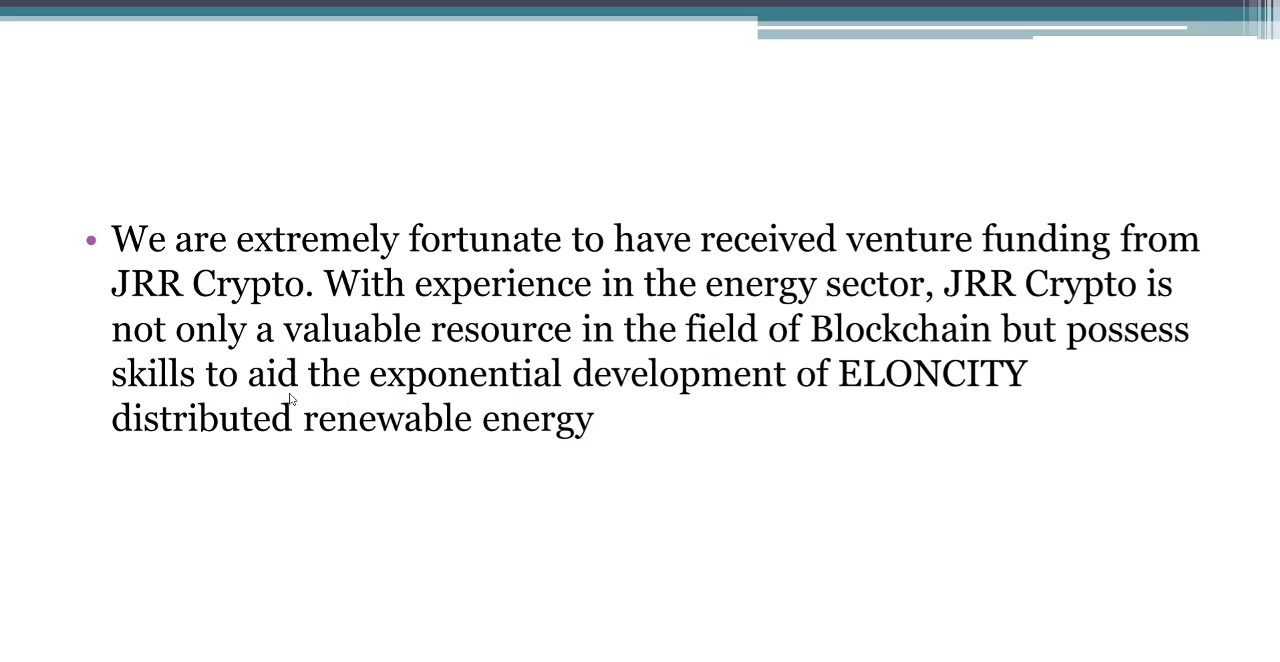 • We are extremely fortunate to have received venture funding from
JRR Crypto. With experience in the energy sector, JRR Crypto is
not only a valuable resource in the field of Blockchain but possess
skills to aid the exponential development of ELONCITY
distributed renewable energy